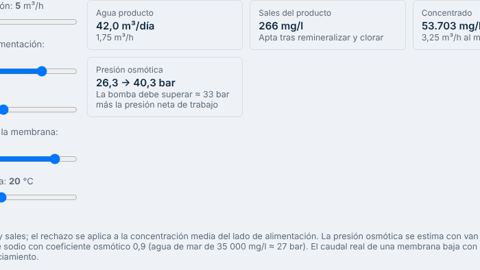 ón: 5 m³/h
mentación:
la membrana:
a: 20 °C
Agua producto
42,0 m³/día
1,75 m³/h
Sales del producto
266 mg/l
Apta tras remineralizar y clorar
Concentrado
53.703 mg/l
3,25 m³/h al m
Presión osmótica
26,3 → 40,3 bar
La bomba debe superar ≈ 33 bar
más la presión neta de trabajo
y sales; el rechazo se aplica a la concentración media del lado de alimentación. La presión osmótica se estima con van
e sodio con coeficiente osmótico 0,9 (agua de mar de 35 000 mg/l ≈ 27 bar). El caudal real de una membrana baja con
ciamiento.